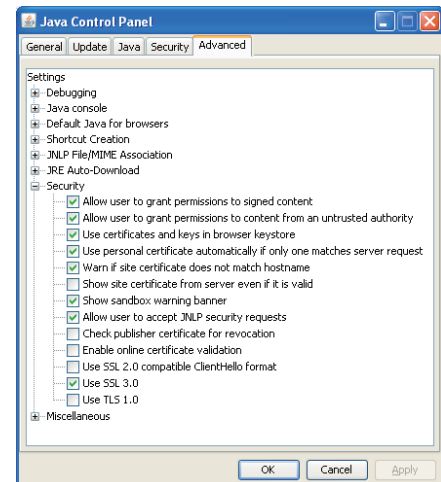 Java Control Panel
General Update Java Security Advanced
Settings
Debugging
Java console
Default Java for browsers
Shortcut Creation
JNLP File/MIME Association
JRE Auto-Download
Security
Allow user to grant permissions to signed content
Allow user to grant permissions to content from an untrusted authority
Use certificates and keys in browser keystore
Use personal certificate automatically if only one matches server request
Warn if site certificate does not match hostname
Show site certificate from server even if it is valid
Show sandbox warning banner
Allow user to accept JNLP security requests
Check publisher certificate for revocation
Enable online certificate validation
Use SSL 2.0 compatible ClientHello format
Use SSL 3.0
Use TLS 1.0
Miscellaneous
OK Cancel Apply